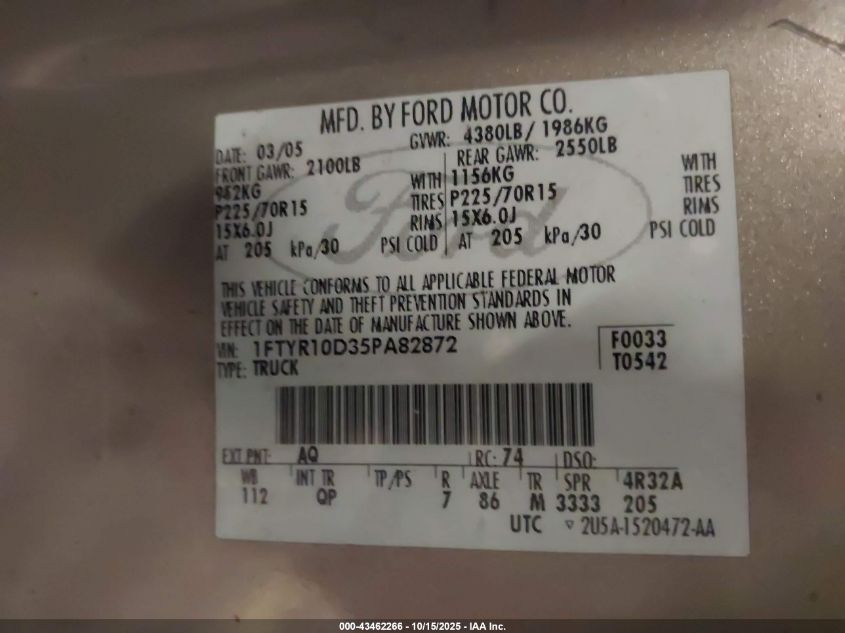 MFD. BY FORD MOTOR CO.
DATE: 03/05 GVWR: 4380LB / 1986KG
FRONT GAWR: 2100LB REAR GAWR: 2550LB
952KG WITH 1156KG WITH
P225/70R15 TIRES P225/70R15 TIRES
15X6.0J RIMS 15X6.0J RIMS
AT 205 kPa/30 PSI COLD AT 205 kPa/30 PSI COLD
Ford
THIS VEHICLE CONFORMS TO ALL APPLICABLE FEDERAL MOTOR
VEHICLE SAFETY AND THEFT PREVENTION STANDARDS IN
EFFECT ON THE DATE OF MANUFACTURE SHOWN ABOVE.
VIN: 1FTYR10D35PA82872 F0033
TYPE: TRUCK T0542
EXT PNT: AQ RC: 74 DSO:
WB INT TR TP/PS R AXLE TR SPR 4R32A
112 QP 7 86 M 3333 205
UTC ▽ 2U5A-1520472-AA
000-43462266 - 10/15/2025 - IAA Inc.